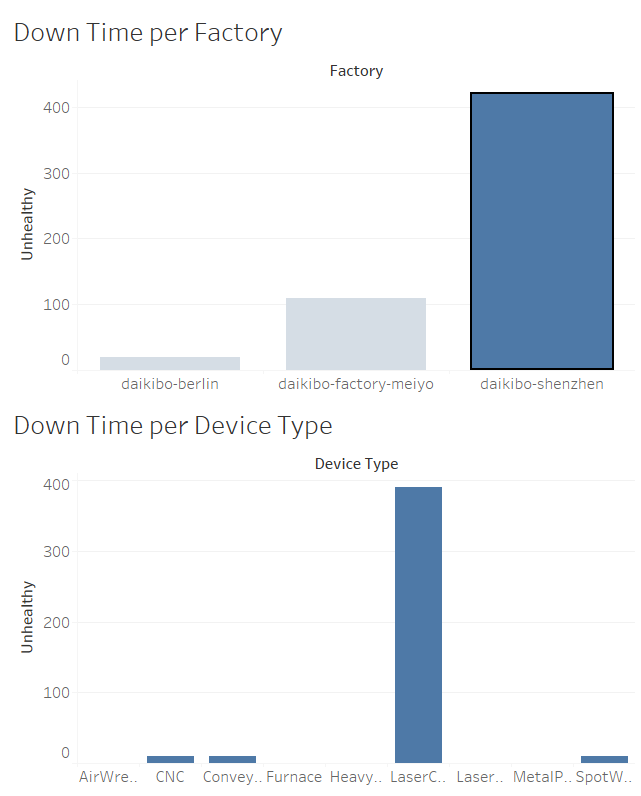 Down Time per Factory
Factory
Unhealthy
400
300
200
100
0
daikibo-berlin daikibo-factory-meiyo daikibo-shenzhen
Down Time per Device Type
Device Type
Unhealthy
400
300
200
100
0
AirWre.. CNC Convey.. Furnace Heavy.. LaserC.. Laser.. MetalP.. SpotW..